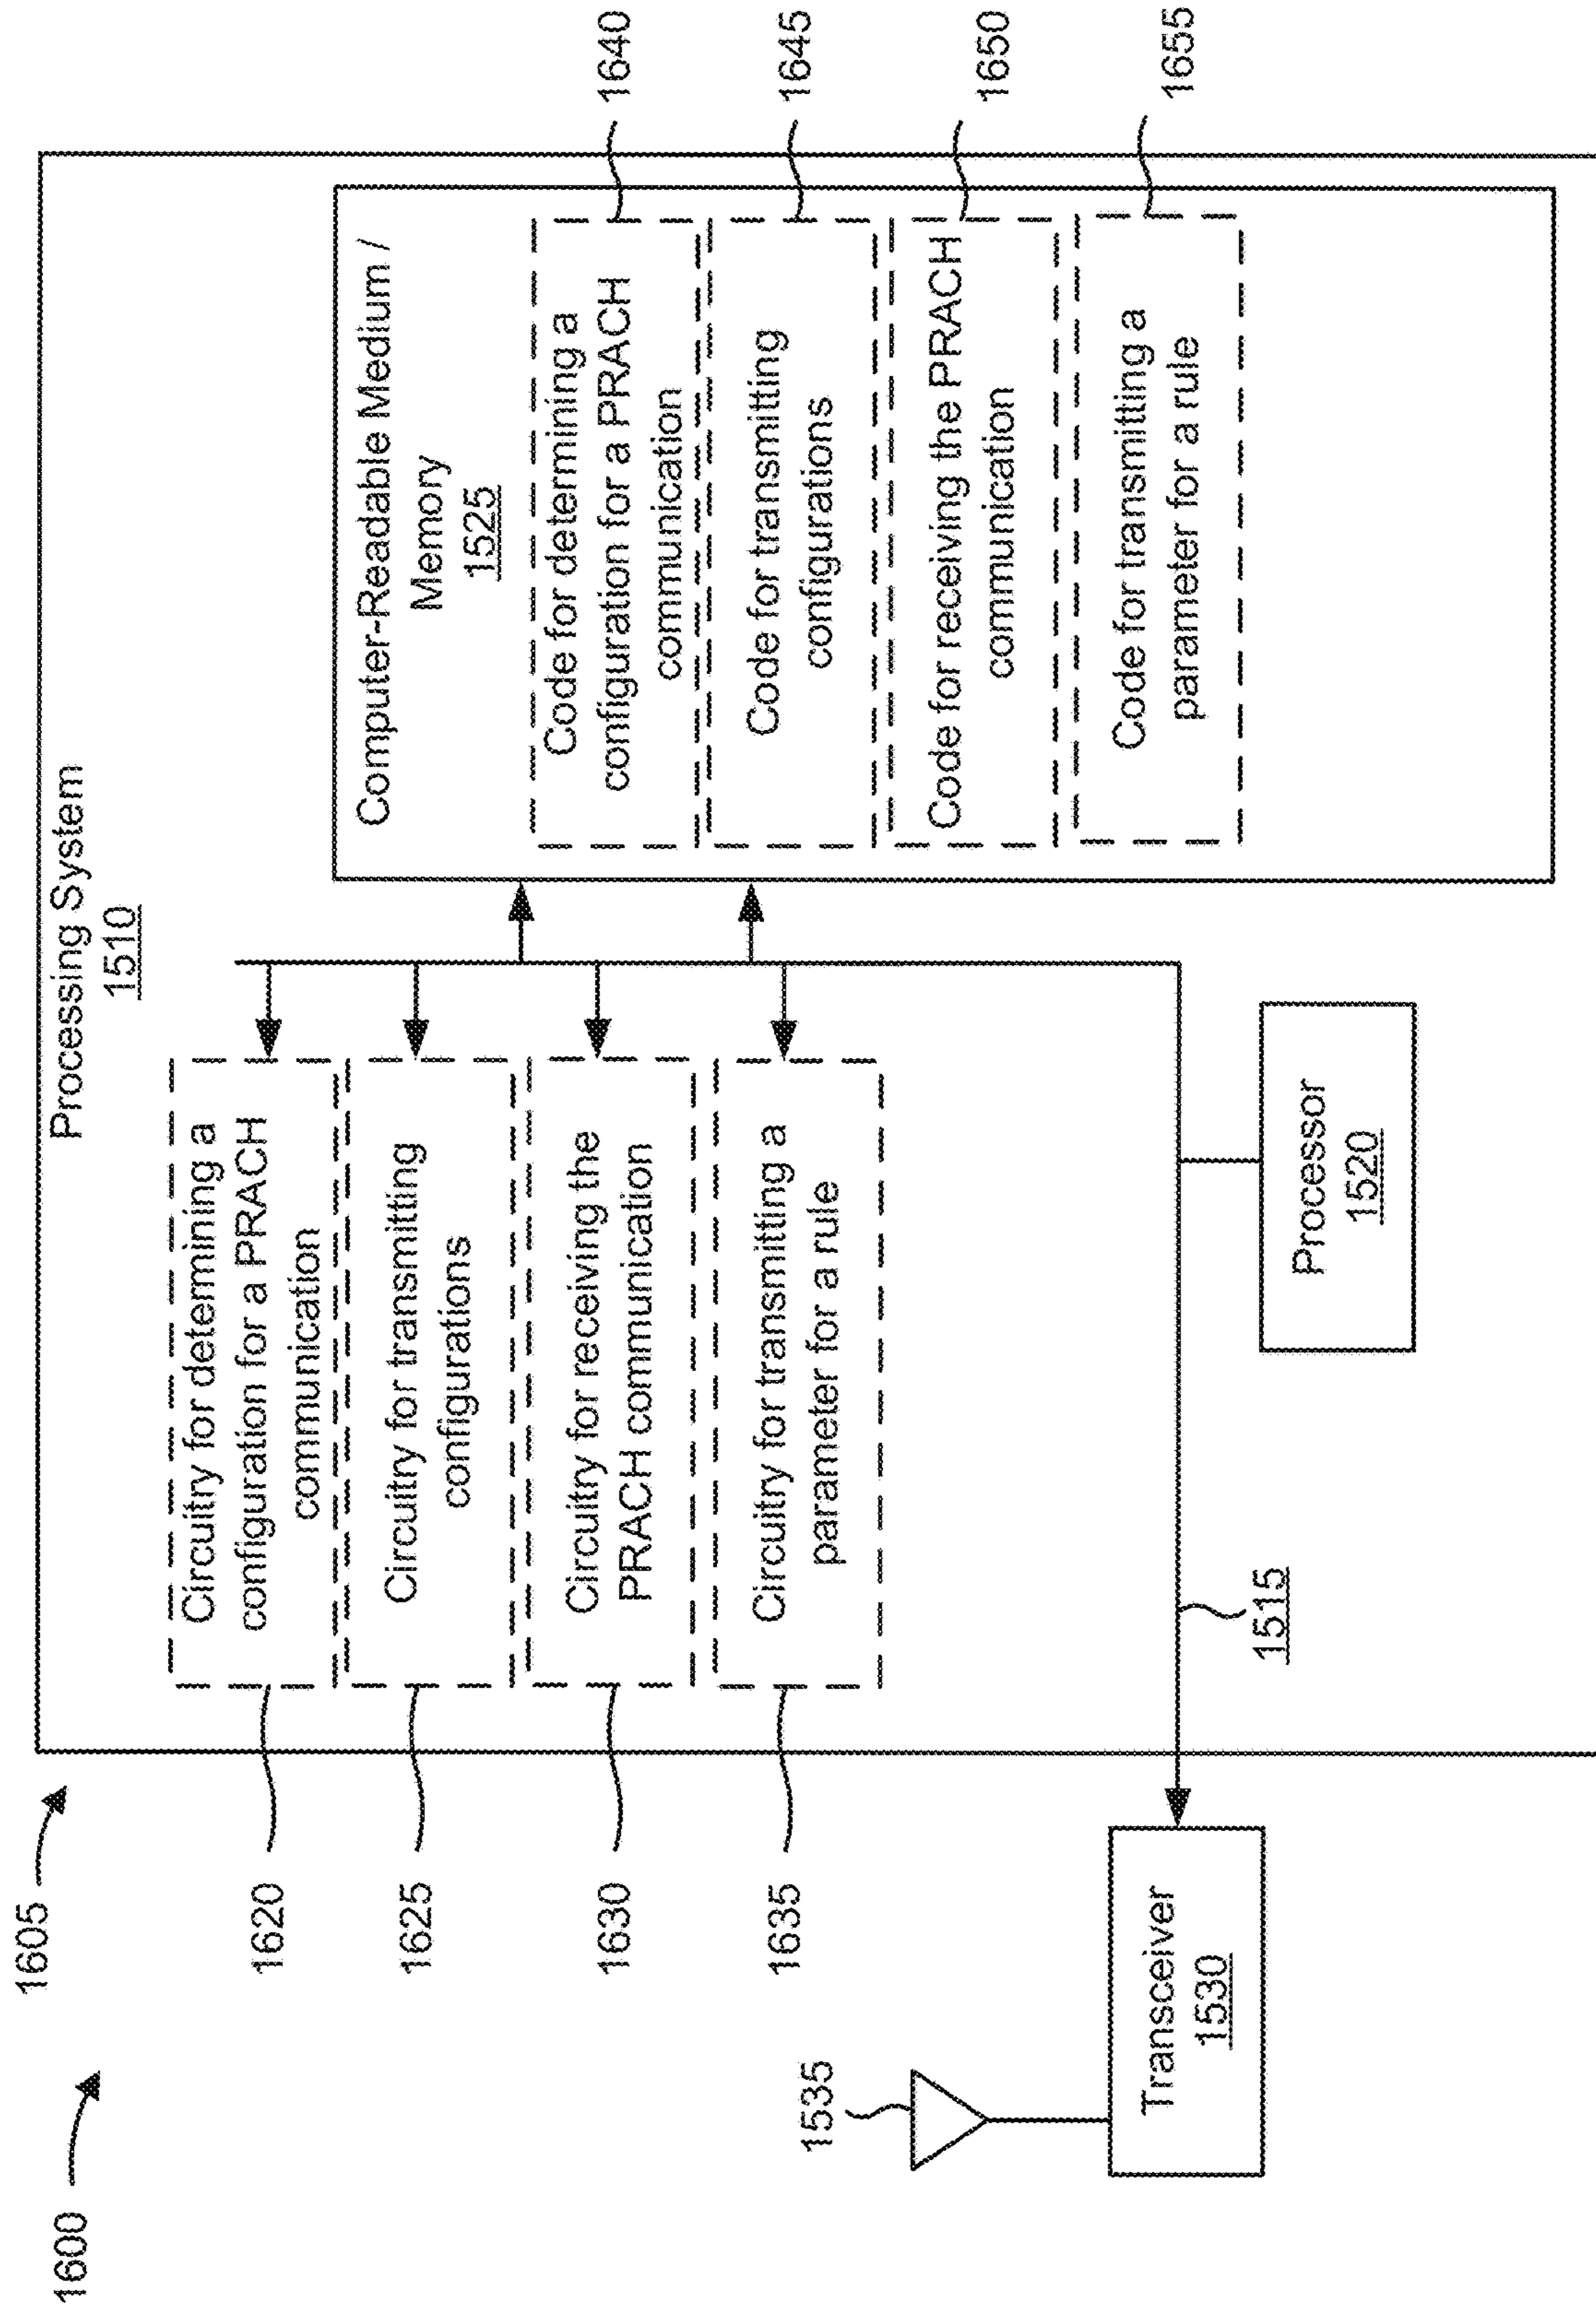 1600
1605
Processing System
1510
1620
Circuitry for determining a
configuration for a PRACH
communication
1625
Circuitry for transmitting
configurations
1630
Circuitry for receiving the
PRACH communication
1635
Circuitry for transmitting a
parameter for a rule
Computer-Readable Medium /
Memory
1525
Code for determining a
configuration for a PRACH
communication
1640
Code for transmitting
configurations
1645
Code for receiving the PRACH
communication
1650
Code for transmitting a
parameter for a rule
1655
1535
Transceiver
1530
1515
Processor
1520